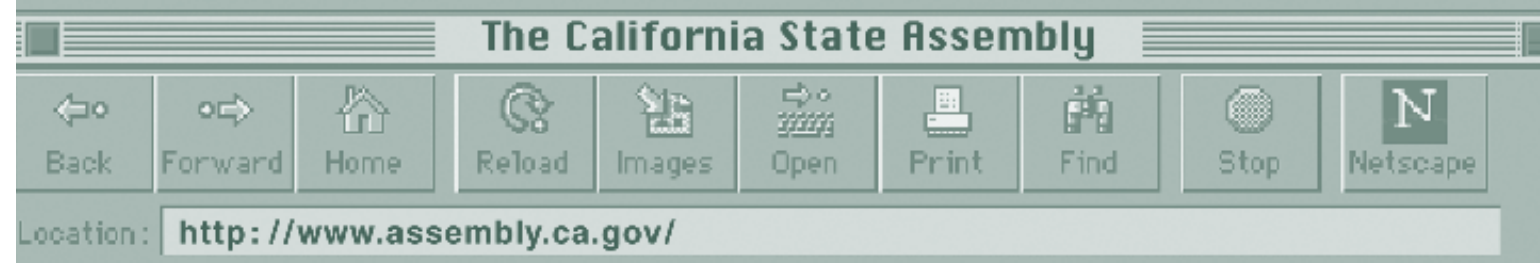 The California State Assembly
N
Back Forward Home Reload Images Open Print Find Stop Netscape
Location: http://www.assembly.ca.gov/